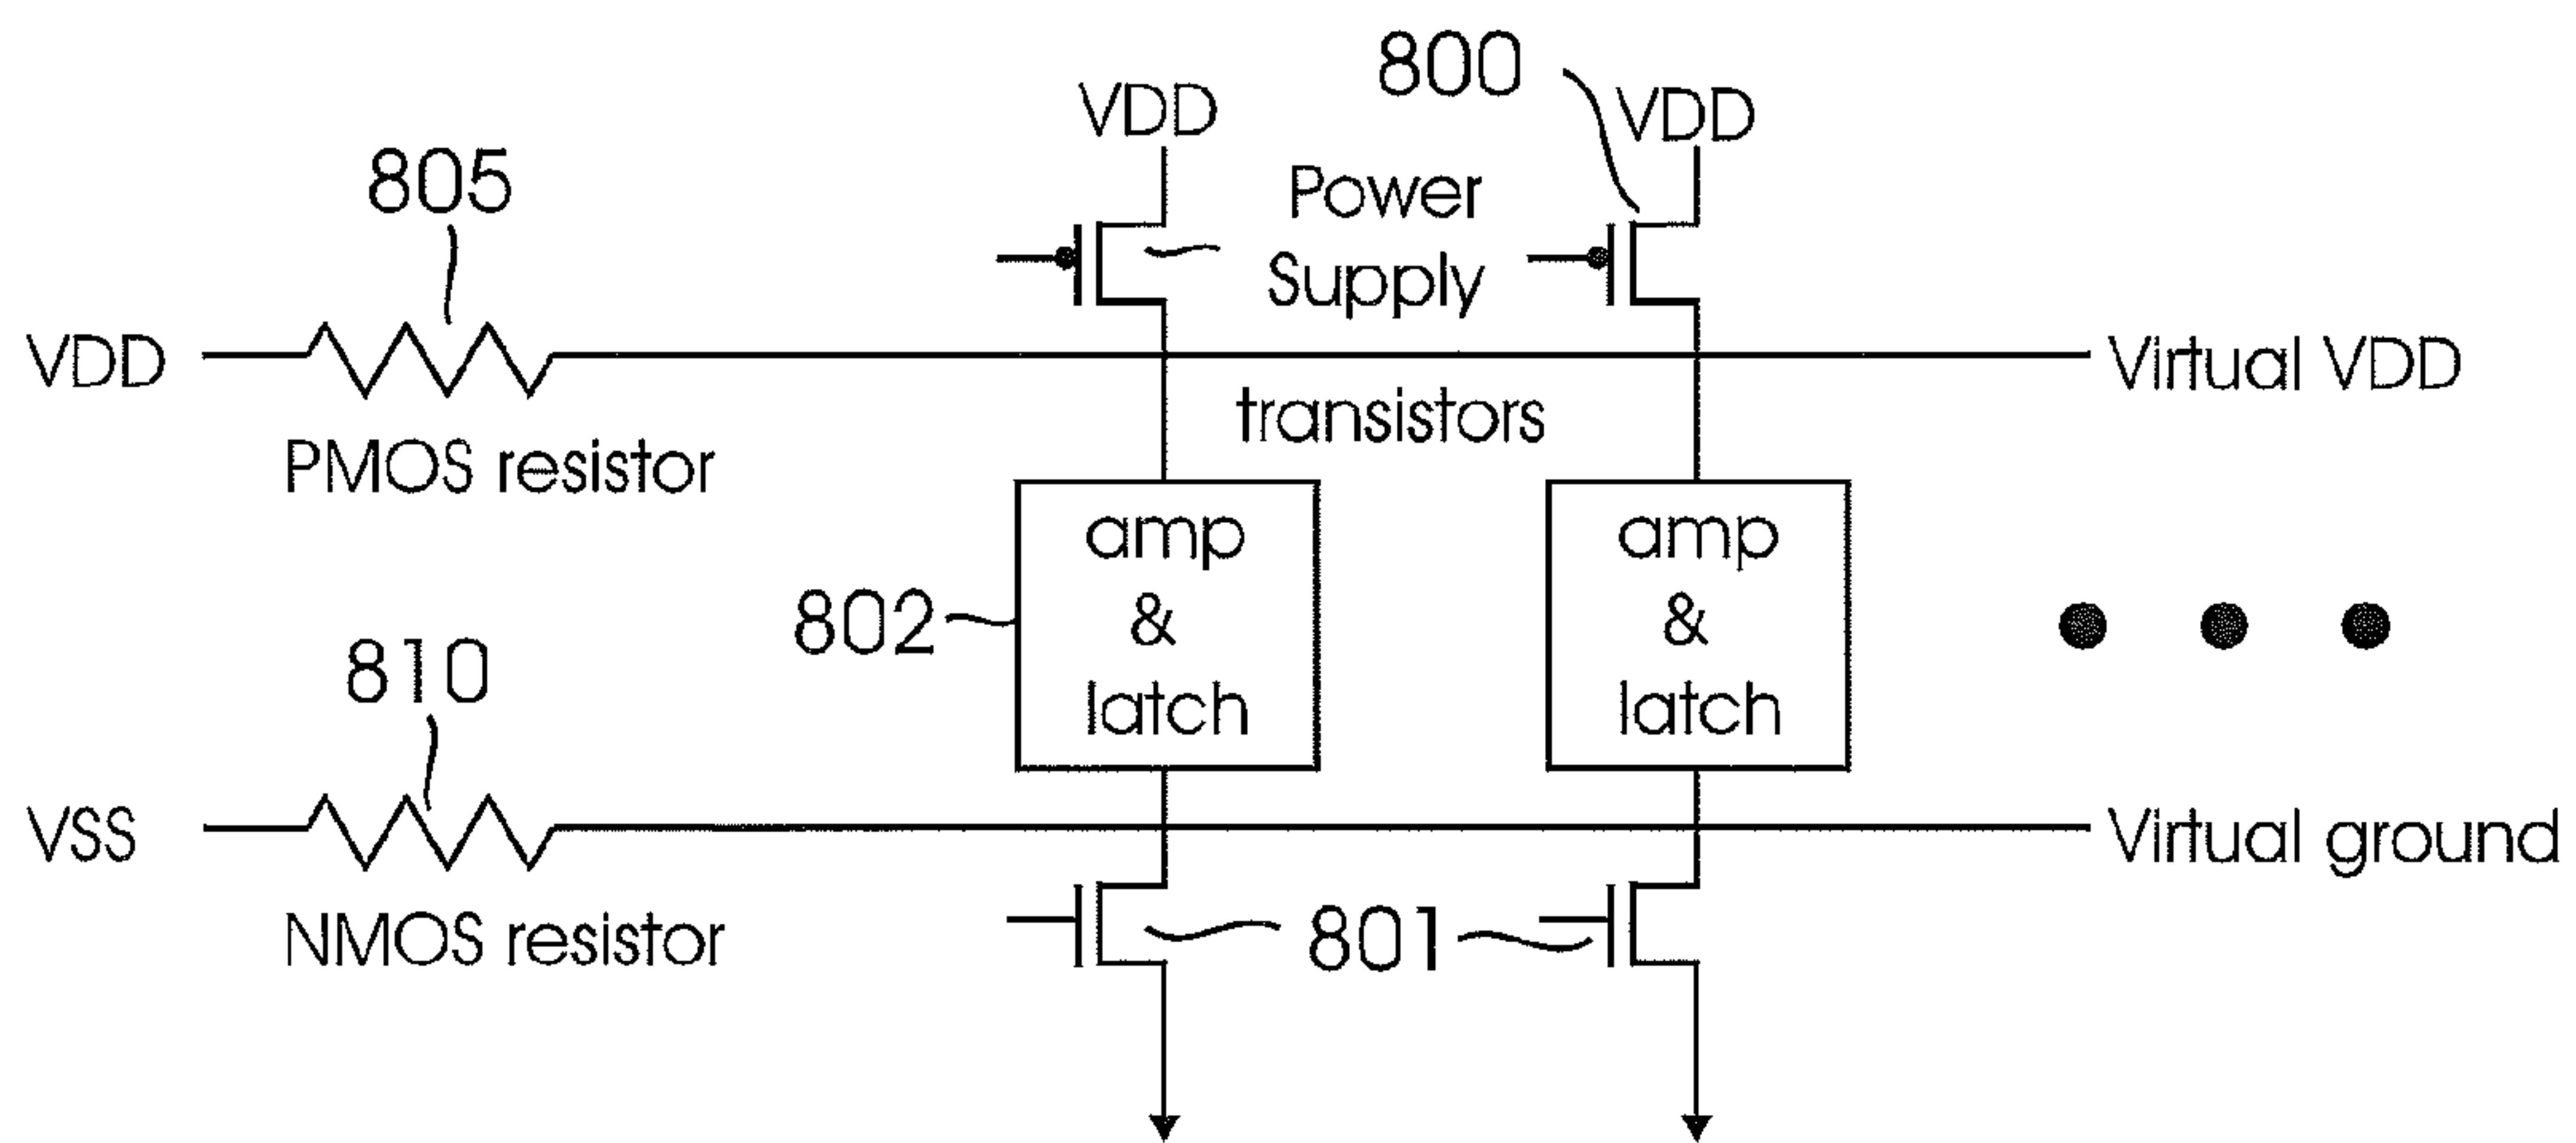 800
VDD
VDD
805
Power
Supply
VDD
Virtual VDD
transistors
PMOS resistor
amp
&
latch
amp
&
latch
802
810
VSS
Virtual ground
NMOS resistor
801